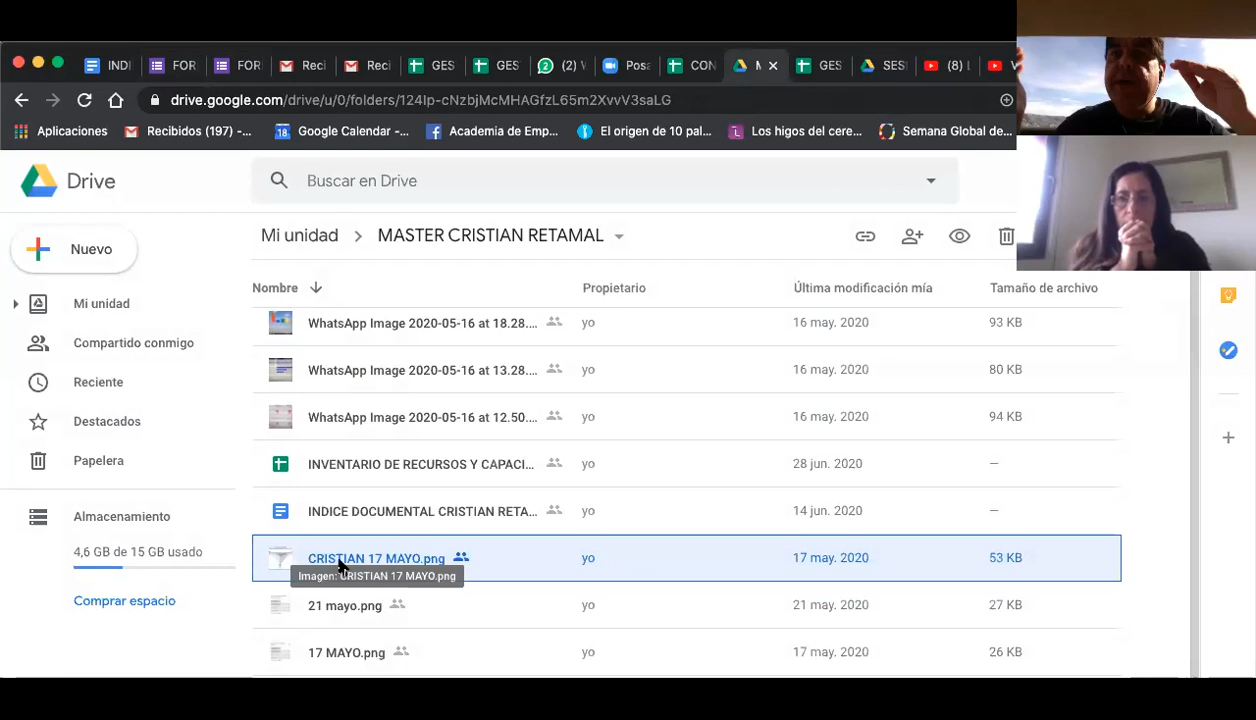 INDI
FOR
FOR
Reci
Reci
GES
GES
(2)
Posa
CON
GES
SES
(8)
drive.google.com/drive/u/0/folders/124Ip-cNzbjMcMHAGfzL65m2XvvV3saLG
Aplicaciones
Recibidos (197) -...
Google Calendar -...
Academia de Emp...
El origen de 10 pal...
Los higos del cere...
Semana Global de...
Drive
Buscar en Drive
Nuevo
Mi unidad
Compartido conmigo
Reciente
Destacados
Papelera
Almacenamiento
4,6 GB de 15 GB usado
Comprar espacio
Mi unidad > MASTER CRISTIAN RETAMAL
Nombre Propietario Última modificación mía Tamaño de archivo
WhatsApp Image 2020-05-16 at 18.28.... yo 16 may. 2020 93 KB
WhatsApp Image 2020-05-16 at 13.28.... yo 16 may. 2020 80 KB
WhatsApp Image 2020-05-16 at 12.50.... yo 16 may. 2020 94 KB
INVENTARIO DE RECURSOS Y CAPACI... yo 28 jun. 2020 —
INDICE DOCUMENTAL CRISTIAN RETA... yo 14 jun. 2020 —
CRISTIAN 17 MAYO.png yo 17 may. 2020 53 KB
Imagen: CRISTIAN 17 MAYO.png
21 mayo.png yo 21 may. 2020 27 KB
17 MAYO.png yo 17 may. 2020 26 KB